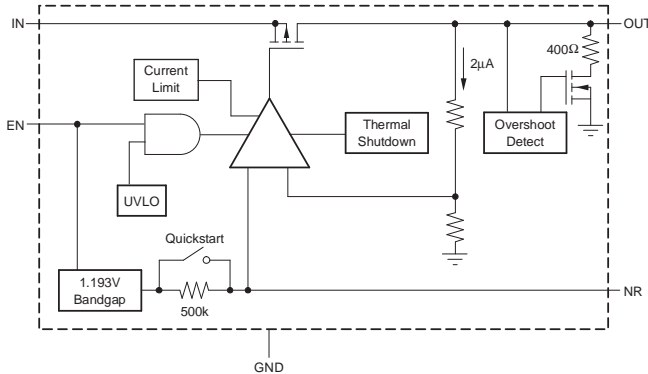 IN
OUT
400Ω
2µA
Current
Limit
EN
Thermal
Shutdown
Overshoot
Detect
UVLO
Quickstart
1.193V
Bandgap
500k
NR
GND